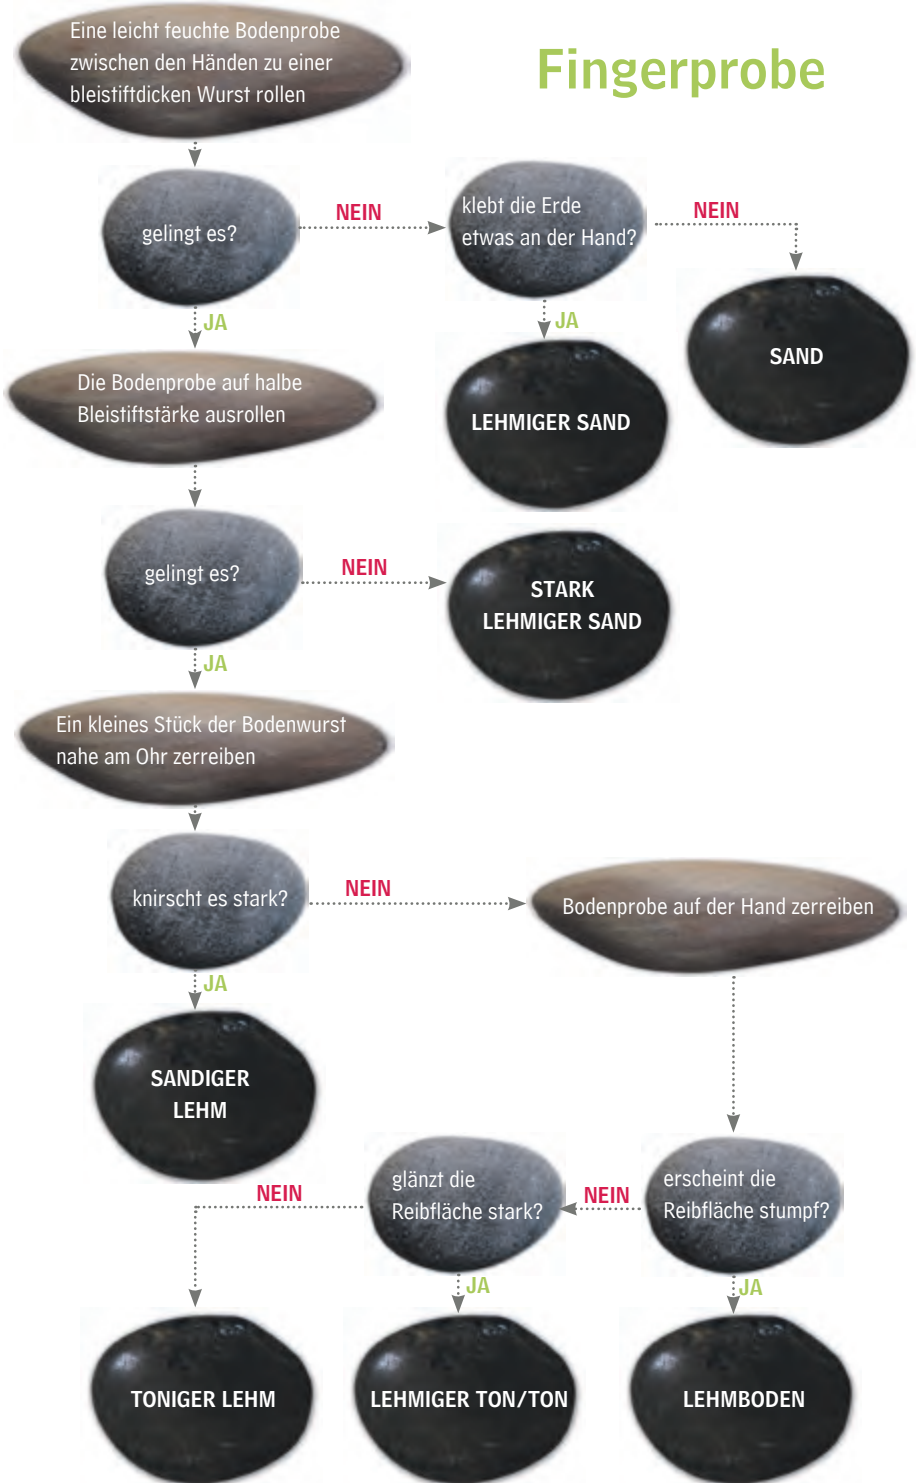 Fingerprobe
Eine leicht feuchte Bodenprobe
zwischen den Händen zu einer
bleistiftdicken Wurst rollen
gelingt es?
NEIN
klebt die Erde
etwas an der Hand?
NEIN
SAND
JA
LEHMIGER SAND
JA
Die Bodenprobe auf halbe
Bleistiftstärke ausrollen
gelingt es?
NEIN
STARK
LEHMIGER SAND
JA
Ein kleines Stück der Bodenwurst
nahe am Ohr zerreiben
knirscht es stark?
NEIN
Bodenprobe auf der Hand zerreiben
JA
SANDIGER
LEHM
erscheint die
Reibfläche stumpf?
NEIN
glänzt die
Reibfläche stark?
NEIN
JA
JA
TONIGER LEHM
LEHMIGER TON/TON
LEHMBODEN